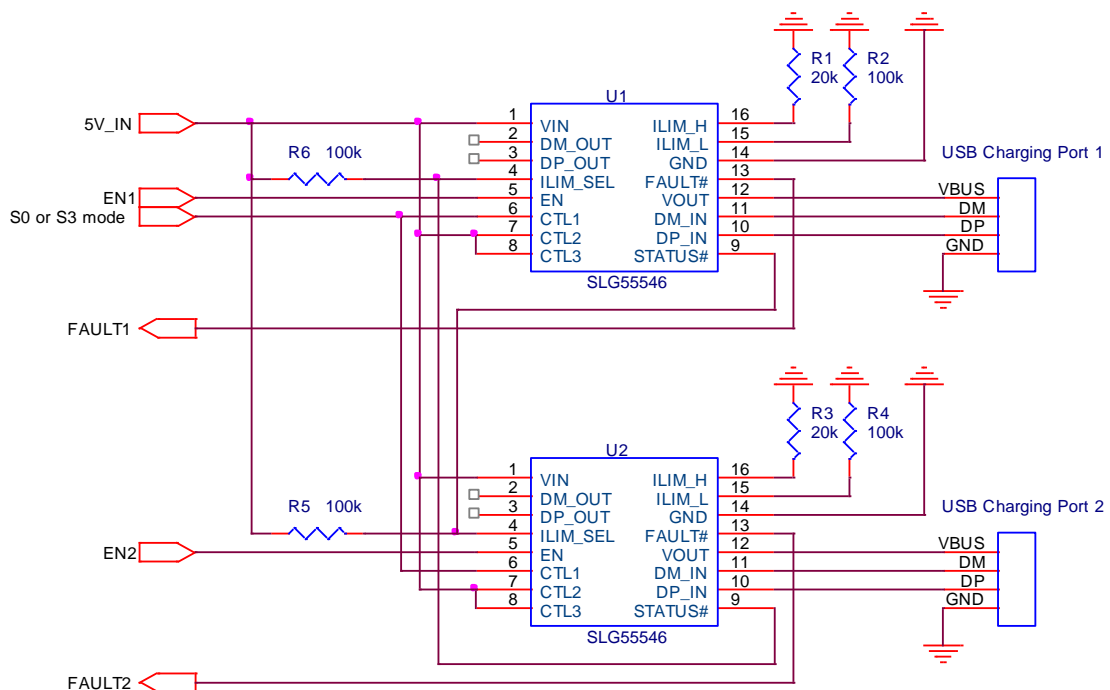 R1
20k
R2
100k
U1
5V_IN
EN1
S0 or S3 mode
FAULT1
R6 100k
1 VIN
2 DM_OUT
3 DP_OUT
4 ILIM_SEL
5 EN
6 CTL1
7 CTL2
8 CTL3
ILIM_H 16
ILIM_L 15
GND 14
FAULT# 13
VOUT 12
DM_IN 11
DP_IN 10
STATUS# 9
SLG55546
USB Charging Port 1
VBUS
DM
DP
GND
R3
20k
R4
100k
U2
R5 100k
EN2
FAULT2
1 VIN
2 DM_OUT
3 DP_OUT
4 ILIM_SEL
5 EN
6 CTL1
7 CTL2
8 CTL3
ILIM_H 16
ILIM_L 15
GND 14
FAULT# 13
VOUT 12
DM_IN 11
DP_IN 10
STATUS# 9
SLG55546
USB Charging Port 2
VBUS
DM
DP
GND